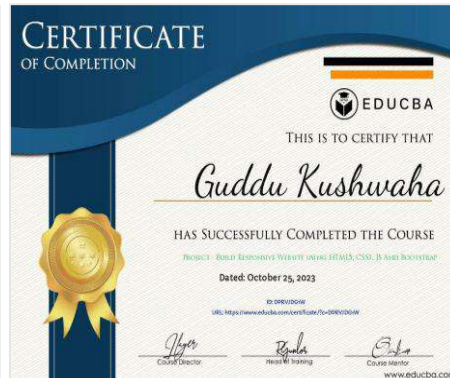 CERTIFICATE
OF COMPLETION
EDUCBA
THIS IS TO CERTIFY THAT
Guddu Kushwaha
HAS SUCCESSFULLY COMPLETED THE COURSE
PROJECT - BUILD RESPONSIVE WEBSITE USING HTML5, CSS3, JS AND BOOTSTRAP
Dated: October 25, 2023
Course Director
Head of Training
Course Mentor
www.educba.com